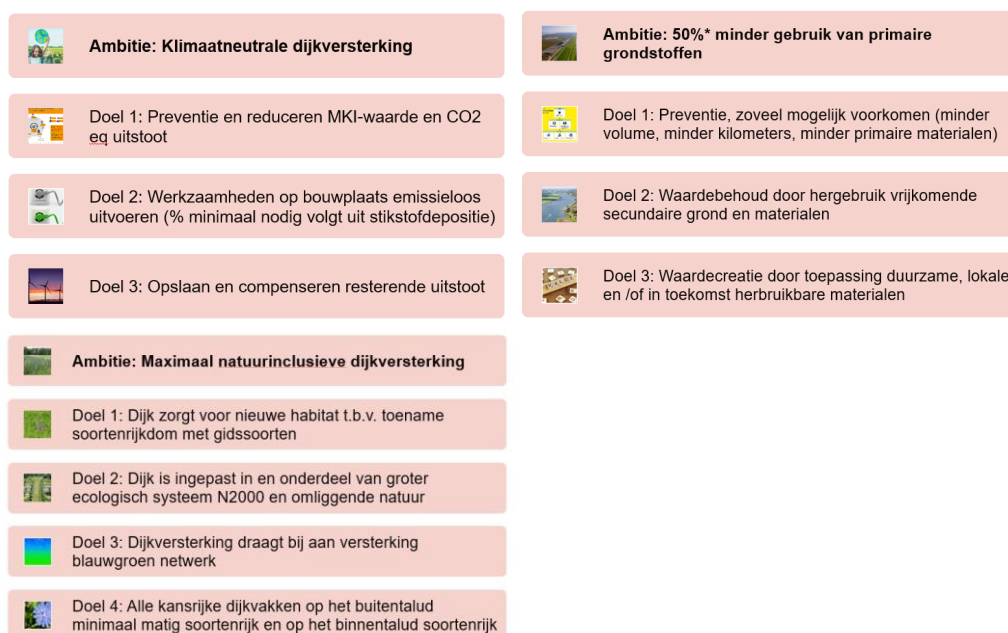 Ambitie: Klimaatneutrale dijkversterking
Doel 1: Preventie en reduceren MKI-waarde en CO2
eq uitstoot
Doel 2: Werkzaamheden op bouwplaats emissieloos
uitvoeren (% minimaal nodig volgt uit stikstofdepositie)
Doel 3: Opslaan en compenseren resterende uitstoot
Ambitie: 50%* minder gebruik van primaire
grondstoffen
Doel 1: Preventie, zoveel mogelijk voorkomen (minder
volume, minder kilometers, minder primaire materialen)
Doel 2: Waardebehoud door hergebruik vrijkomende
secundaire grond en materialen
Doel 3: Waardecreatie door toepassing duurzame, lokale
en /of in toekomst herbruikbare materialen
Ambitie: Maximaal natuurinclusieve dijkversterking
Doel 1: Dijk zorgt voor nieuwe habitat t.b.v. toename
soortenrijkdom met gidssoorten
Doel 2: Dijk is ingepast in en onderdeel van groter
ecologisch systeem N2000 en omliggende natuur
Doel 3: Dijkversterking draagt bij aan versterking
blauwgroen netwerk
Doel 4: Alle kansrijke dijkvakken op het buitentalud
minimaal matig soortenrijk en op het binnentalud soortenrijk